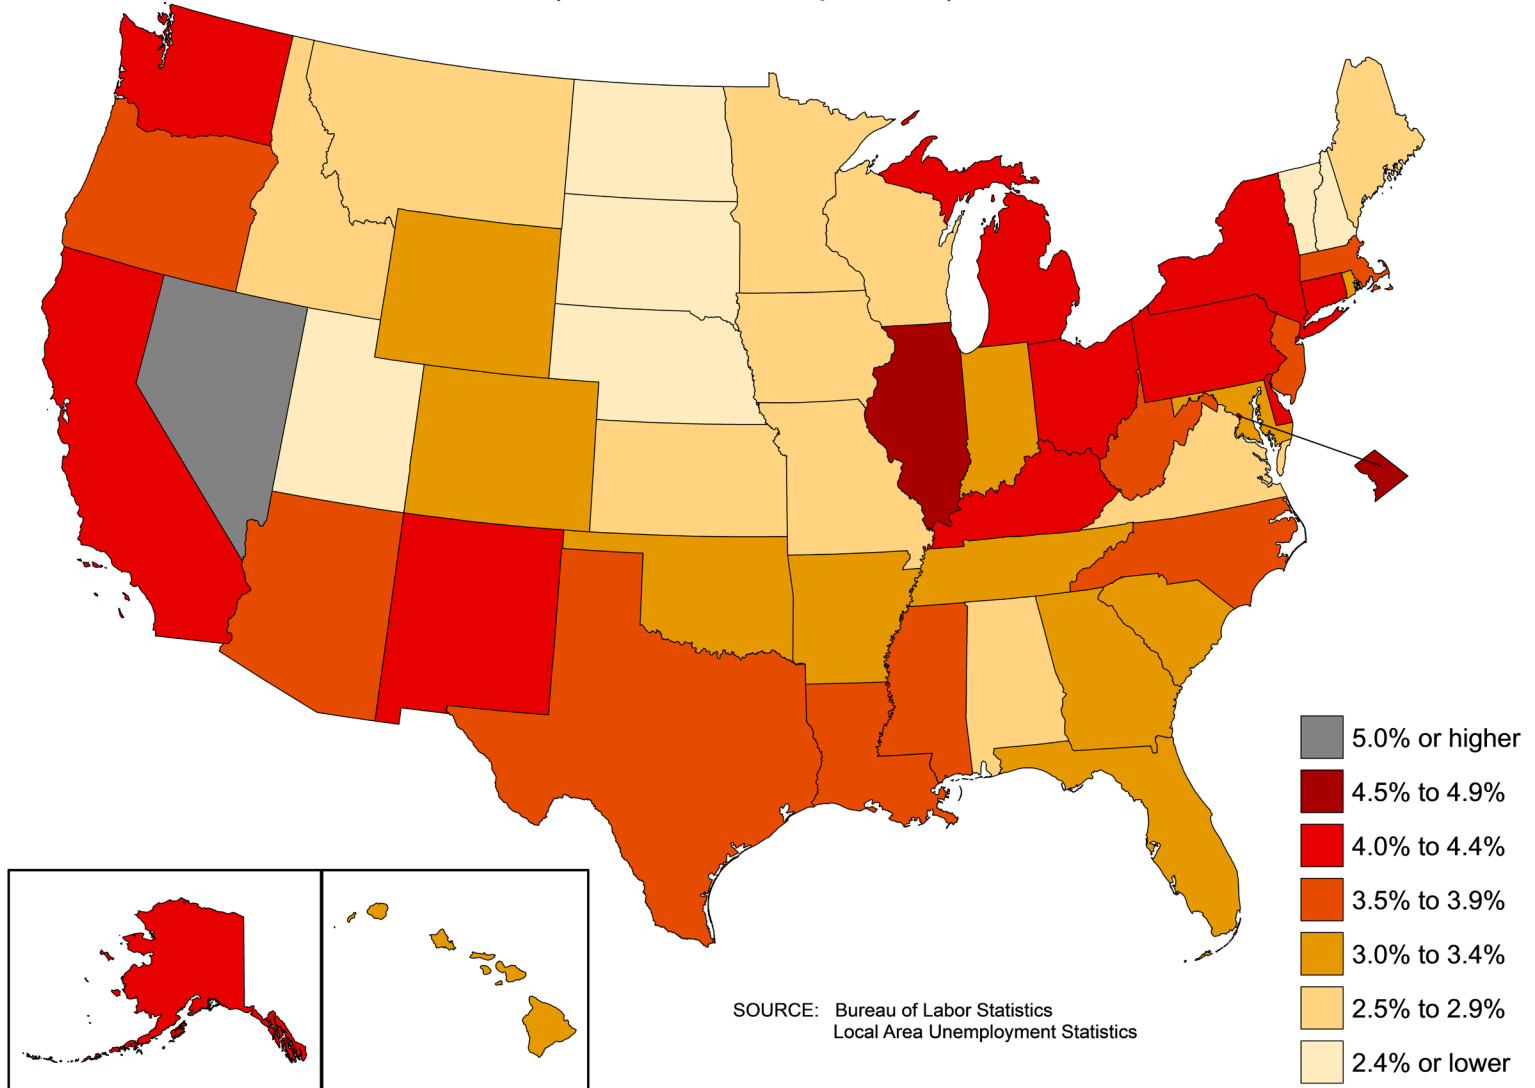 5.0% or higher
4.5% to 4.9%
4.0% to 4.4%
3.5% to 3.9%
3.0% to 3.4%
2.5% to 2.9%
2.4% or lower
SOURCE: Bureau of Labor Statistics
Local Area Unemployment Statistics